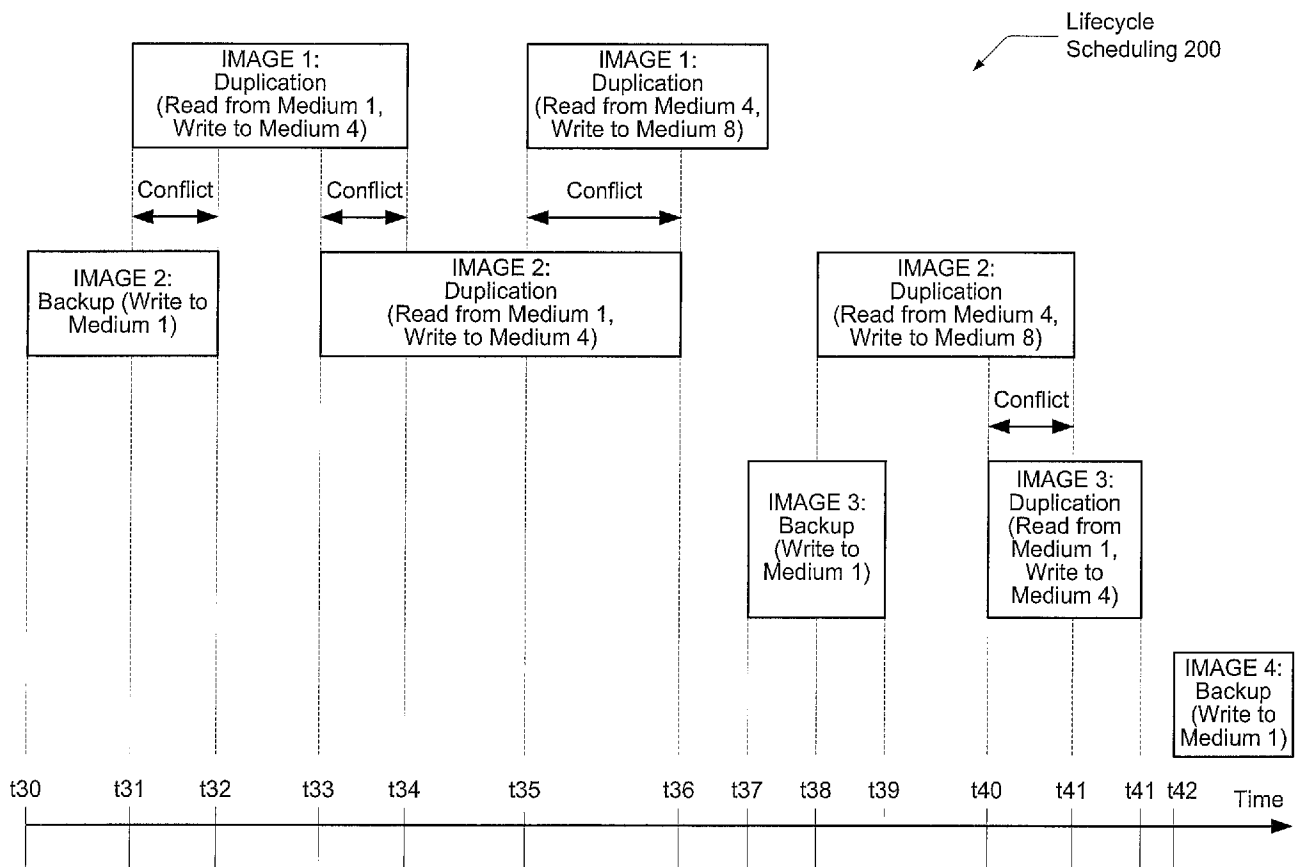 Lifecycle
Scheduling 200
IMAGE 1:
Duplication
(Read from Medium 1,
Write to Medium 4)
IMAGE 1:
Duplication
(Read from Medium 4,
Write to Medium 8)
Conflict
Conflict
Conflict
IMAGE 2:
Backup (Write to
Medium 1)
IMAGE 2:
Duplication
(Read from Medium 1,
Write to Medium 4)
IMAGE 2:
Duplication
(Read from Medium 4,
Write to Medium 8)
Conflict
IMAGE 3:
Backup
(Write to
Medium 1)
IMAGE 3:
Duplication
(Read from
Medium 1,
Write to
Medium 4)
IMAGE 4:
Backup
(Write to
Medium 1)
t30 t31 t32 t33 t34 t35 t36 t37 t38 t39 t40 t41 t41 t42 Time